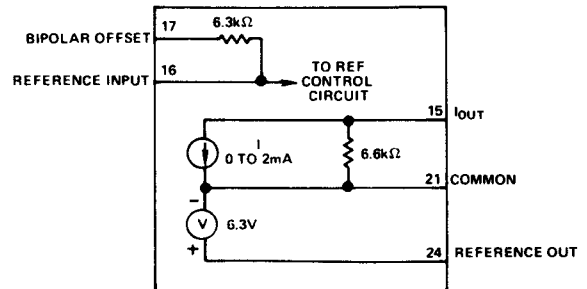 BIPOLAR OFFSET
17
6.3kΩ
REFERENCE INPUT
16
TO REF
CONTROL
CIRCUIT
15
IOUT
I
0 TO 2mA
6.6kΩ
21
COMMON
−
V
6.3V
+
24
REFERENCE OUT